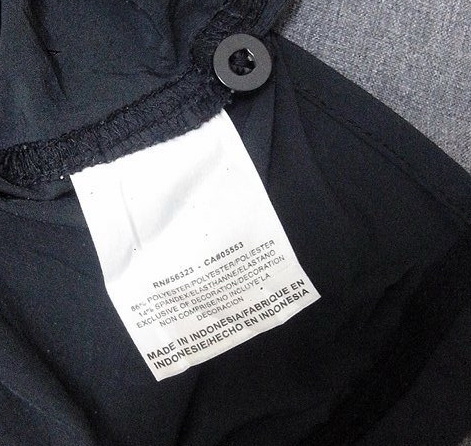 RN#56323 - CA#05553
86% POLYESTER/POLYESTER/POLIESTER
14% SPANDEX/ELASTHANNE/ELASTANO
EXCLUSIVE OF DECORATION/DECORATION
NON COMPRISE/NO INCLUYE LA
DECORACION
MADE IN INDONESIA/FABRIQUE EN
INDONESIE/HECHO EN INDONESIA